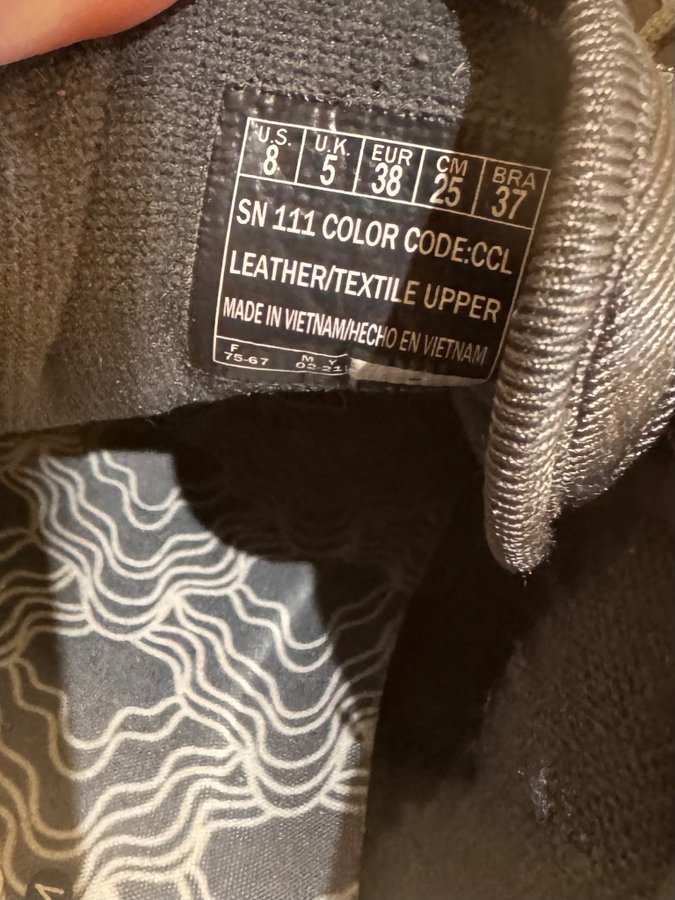 U.S. U.K. EUR CM BRA
8 5 38 25 37
SN 111 COLOR CODE:CCL
LEATHER/TEXTILE UPPER
MADE IN VIETNAM/HECHO EN VIETNAM
F M Y
75-67 02-21